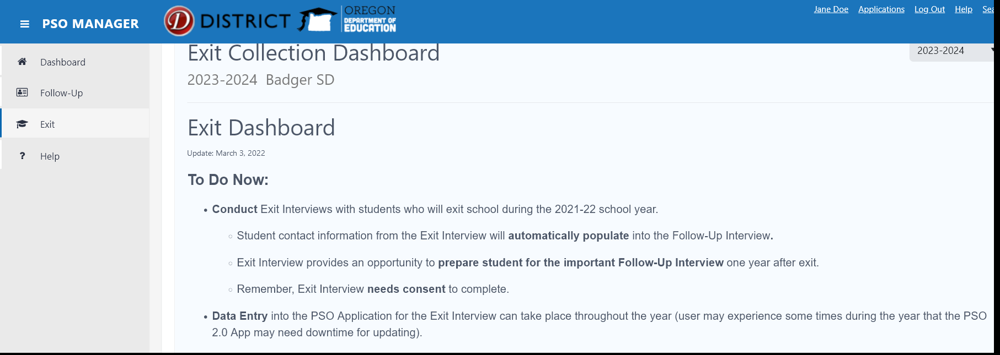 PSO MANAGER
D DISTRICT
OREGON
DEPARTMENT OF
EDUCATION
Jane Doe Applications Log Out Help
Dashboard
Follow-Up
Exit
? Help
Exit Collection Dashboard
2023-2024
2023-2024 Badger SD
Exit Dashboard
Update: March 3, 2022
To Do Now:
• Conduct Exit Interviews with students who will exit school during the 2021-22 school year.
○ Student contact information from the Exit Interview will automatically populate into the Follow-Up Interview.
○ Exit Interview provides an opportunity to prepare student for the important Follow-Up Interview one year after exit.
○ Remember, Exit Interview needs consent to complete.
• Data Entry into the PSO Application for the Exit Interview can take place throughout the year (user may experience some times during the year that the PSO
2.0 App may need downtime for updating).